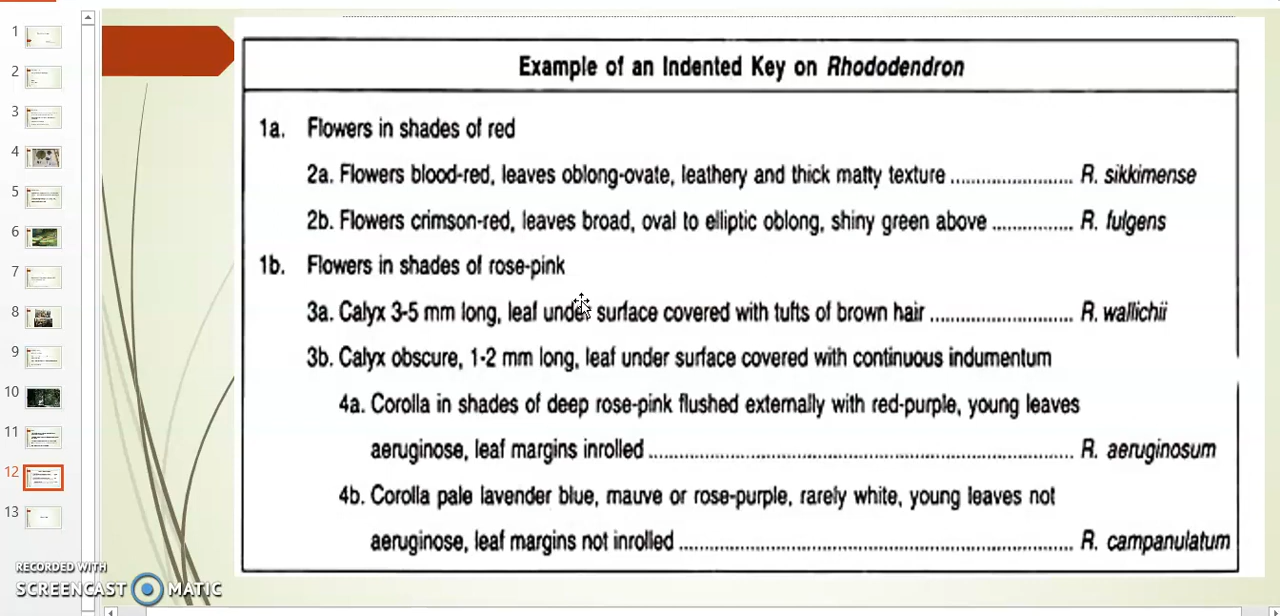 1
2
3
4
5
6
7
8
9
10
11
12
13
Example of an Indented Key on Rhododendron
1a. Flowers in shades of red
2a. Flowers blood-red, leaves oblong-ovate, leathery and thick matty texture ........................ R. sikkimense
2b. Flowers crimson-red, leaves broad, oval to elliptic oblong, shiny green above ................ R. fulgens
1b. Flowers in shades of rose-pink
3a. Calyx 3-5 mm long, leaf under surface covered with tufts of brown hair ............................ R. wallichii
3b. Calyx obscure, 1-2 mm long, leaf under surface covered with continuous indumentum
4a. Corolla in shades of deep rose-pink flushed externally with red-purple, young leaves
aeruginose, leaf margins inrolled .................................................................................... R. aeruginosum
4b. Corolla pale lavender blue, mauve or rose-purple, rarely white, young leaves not
aeruginose, leaf margins not inrolled .............................................................................. R. campanulatum
RECORDED WITH
SCREENCAST MATIC